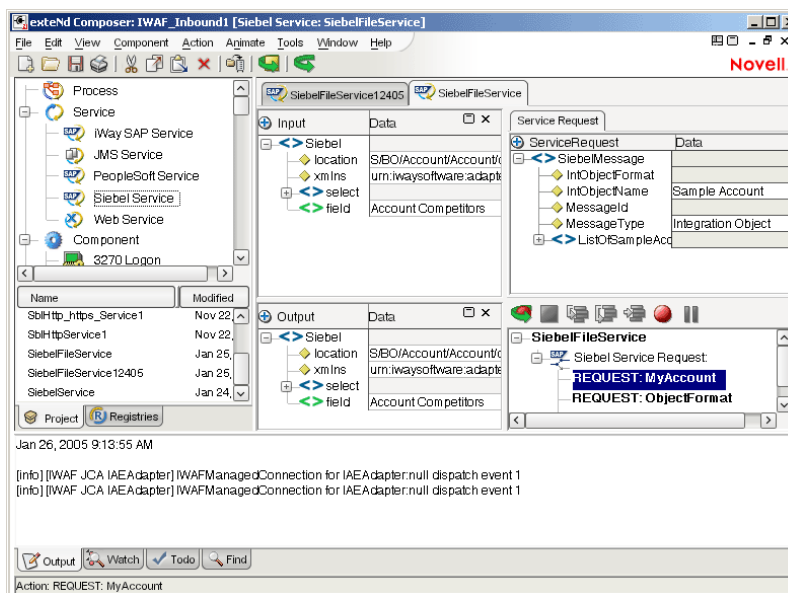 exteNd Composer: IWAF_Inbound1 [Siebel Service: SiebelFileService]
File Edit View Component Action Animate Tools Window Help
Novell
Process
Service
iWay SAP Service
JMS Service
PeopleSoft Service
Siebel Service
Web Service
Component
3270 Logon
Name Modified
SblHttp_https_Service1 Nov 22,
SblHttpService1 Nov 22,
SiebelFileService Jan 25,
SiebelFileService12405 Jan 25,
SiebelService Jan 24,
Project Registries
SiebelFileService12405 SiebelFileService
Input Data
Siebel
location S/BO/Account/Account/
xmlns urn:iwaysoftware:adapte
select
field Account Competitors
Output Data
Siebel
location S/BO/Account/Account/
xmlns urn:iwaysoftware:adapte
select
field Account Competitors
Service Request
ServiceRequest Data
SiebelMessage
IntObjectFormat
IntObjectName Sample Account
MessageId
MessageType Integration Object
ListOfSampleAcc
SiebelFileService
Siebel Service Request:
REQUEST: MyAccount
REQUEST: ObjectFormat
Jan 26, 2005 9:13:55 AM
[info] [IWAF JCA IAEAdapter] IWAFManagedConnection for IAEAdapter:null dispatch event 1
[info] [IWAF JCA IAEAdapter] IWAFManagedConnection for IAEAdapter:null dispatch event 1
Output Watch Todo Find
Action: REQUEST: MyAccount